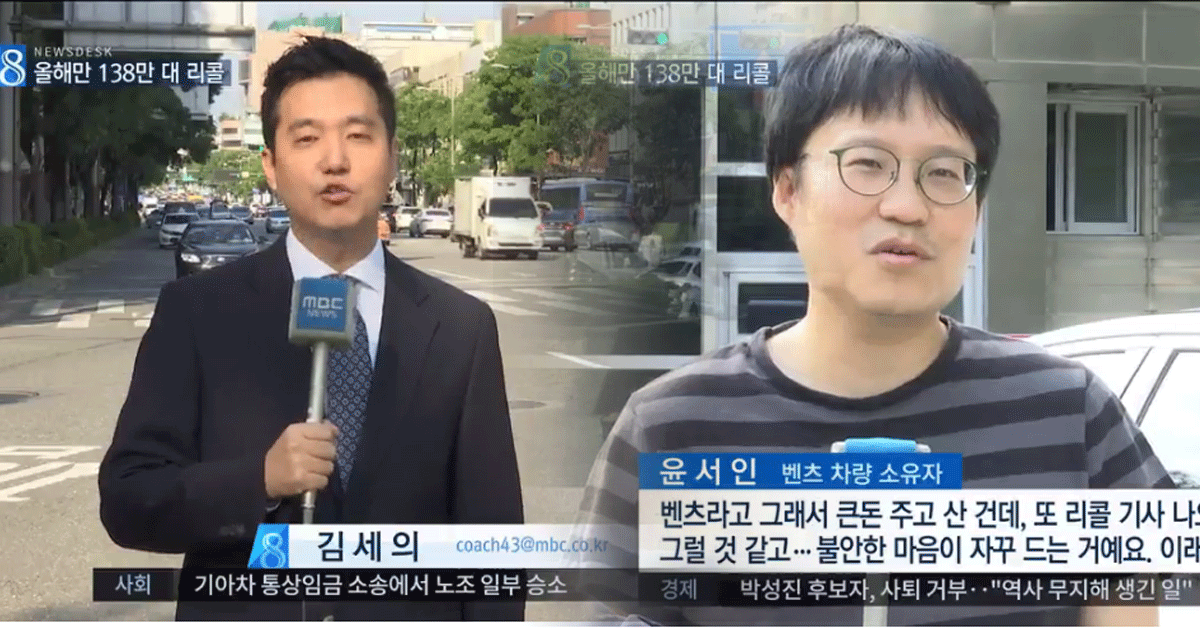 NEWSDESK
8 올해만 138만 대 리콜
8 올해만 138만 대 리콜
MBC
NEWS
윤서인 벤츠 차량 소유자
벤츠라고 그래서 큰돈 주고 산 건데, 또 리콜 기사
그럴 것 같고… 불안한 마음이 자꾸 드는 거예요.
8 김세의 coach43@mbc.co.kr
사회 기아차 통상임금 소송에서 노조 일부 승소
경제 박성진 후보자, 사퇴 거부‥"역사 무지해 생긴 일"